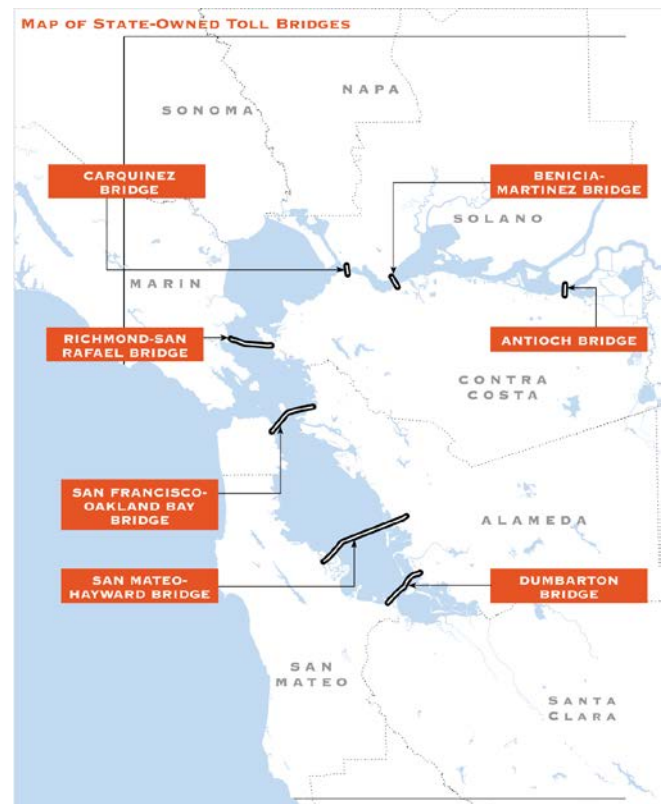 MAP OF STATE-OWNED TOLL BRIDGES
NAPA
SONOMA
CARQUINEZ
BRIDGE
BENICIA-
MARTINEZ BRIDGE
SOLANO
MARIN
RICHMOND-SAN
RAFAEL BRIDGE
ANTIOCH BRIDGE
CONTRA
COSTA
SAN FRANCISCO-
OAKLAND BAY
BRIDGE
ALAMEDA
SAN MATEO-
HAYWARD BRIDGE
DUMBARTON
BRIDGE
SAN
MATEO
SANTA
CLARA